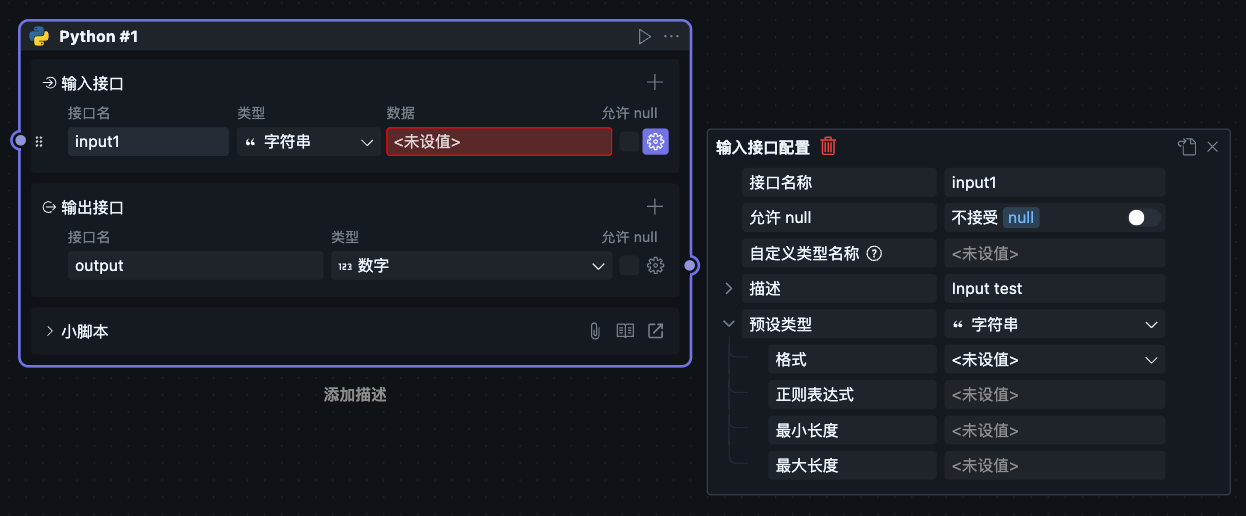 Python #1
输入接口
接口名 类型 数据 允许 null
input1 “ 字符串 <未设值>
输出接口
接口名 类型 允许 null
output 123 数字
小脚本
添加描述
输入接口配置
接口名称 input1
允许 null 不接受 null
自定义类型名称 ? <未设值>
描述 Input test
预设类型 “ 字符串
格式 <未设值>
正则表达式 <未设值>
最小长度 <未设值>
最大长度 <未设值>